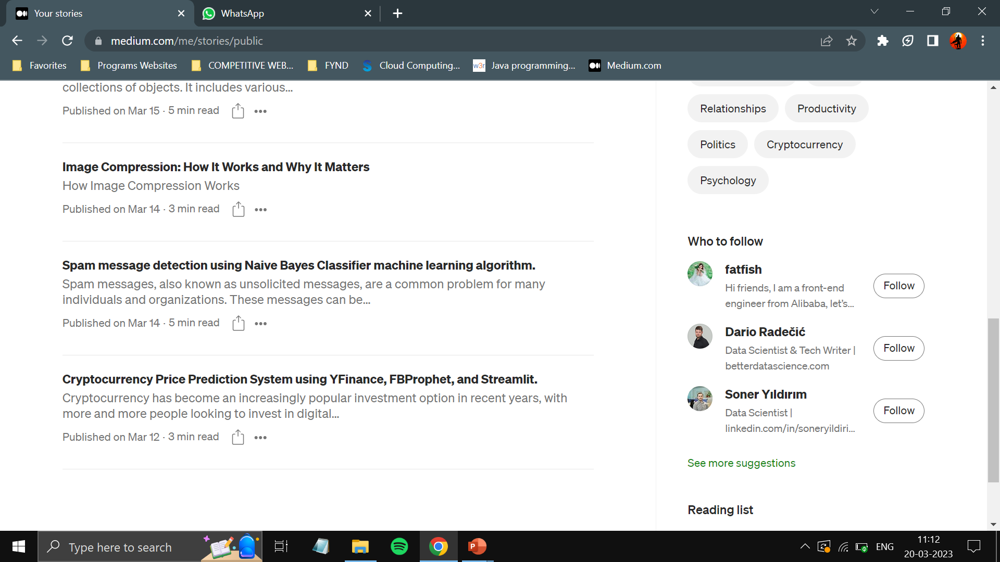 Your stories
WhatsApp
medium.com/me/stories/public
Favorites
Programs Websites
COMPETITIVE WEB...
FYND
Cloud Computing...
w3r
Java programming...
Medium.com
collections of objects. It includes various...
Published on Mar 15 · 5 min read
Image Compression: How It Works and Why It Matters
How Image Compression Works
Published on Mar 14 · 3 min read
Spam message detection using Naive Bayes Classifier machine learning algorithm.
Spam messages, also known as unsolicited messages, are a common problem for many
individuals and organizations. These messages can be...
Published on Mar 14 · 5 min read
Cryptocurrency Price Prediction System using YFinance, FBProphet, and Streamlit.
Cryptocurrency has become an increasingly popular investment option in recent years, with
more and more people looking to invest in digital...
Published on Mar 12 · 3 min read
Relationships
Productivity
Politics
Cryptocurrency
Psychology
Who to follow
fatfish
Hi friends, I am a front-end
engineer from Alibaba, let’s...
Follow
Dario Radečić
Data Scientist & Tech Writer |
betterdatascience.com
Follow
Soner Yıldırım
Data Scientist |
linkedin.com/in/soneryildiri...
Follow
See more suggestions
Reading list
Type here to search
P
ENG
11:12
20-03-2023